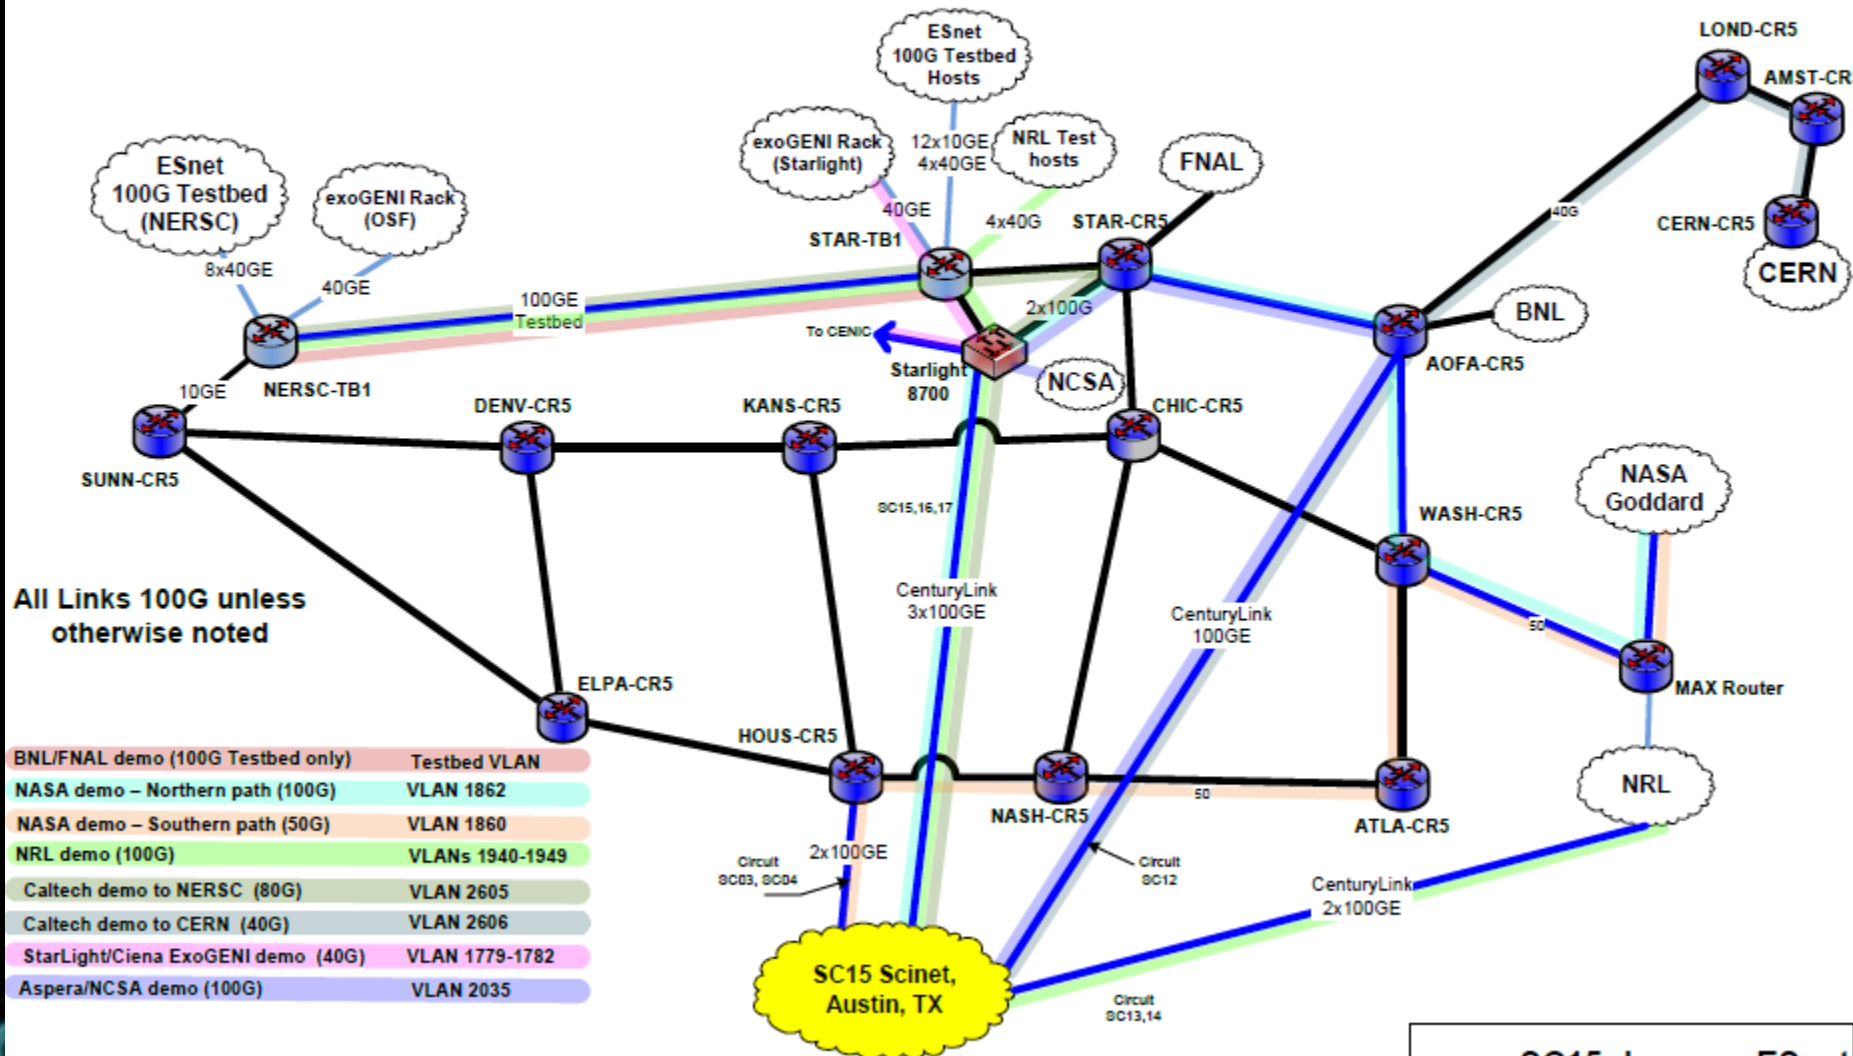 LOND-CR5
AMST-CR
ESnet
100G Testbed
Hosts
exoGENI Rack
(Starlight)
12x10GE
4x40GE
NRL Test
hosts
FNAL
ESnet
100G Testbed
(NERSC)
exoGENI Rack
(OSF)
40GE
4x40G
STAR-TB1
STAR-CR5
40G
CERN-CR5
CERN
8x40GE
40GE
100GE
Testbed
2x100G
To CENIC
BNL
AOFA-CR5
NERSC-TB1
Starlight
8700
NCSA
10GE
DENV-CR5
KANS-CR5
CHIC-CR5
SUNN-CR5
NASA
Goddard
SC15,16,17
WASH-CR5
All Links 100G unless
otherwise noted
CenturyLink
3x100GE
CenturyLink
100GE
50
MAX Router
ELPA-CR5
HOUS-CR5
NASH-CR5
50
ATLA-CR5
NRL
BNL/FNAL demo (100G Testbed only) Testbed VLAN
NASA demo – Northern path (100G) VLAN 1862
NASA demo – Southern path (50G) VLAN 1860
NRL demo (100G) VLANs 1940-1949
Caltech demo to NERSC (80G) VLAN 2605
Caltech demo to CERN (40G) VLAN 2606
StarLight/Ciena ExoGENI demo (40G) VLAN 1779-1782
Aspera/NCSA demo (100G) VLAN 2035
2x100GE
Circuit
SC03, SC04
Circuit
SC12
CenturyLink
2x100GE
SC15 Scinet,
Austin, TX
Circuit
SC13,14